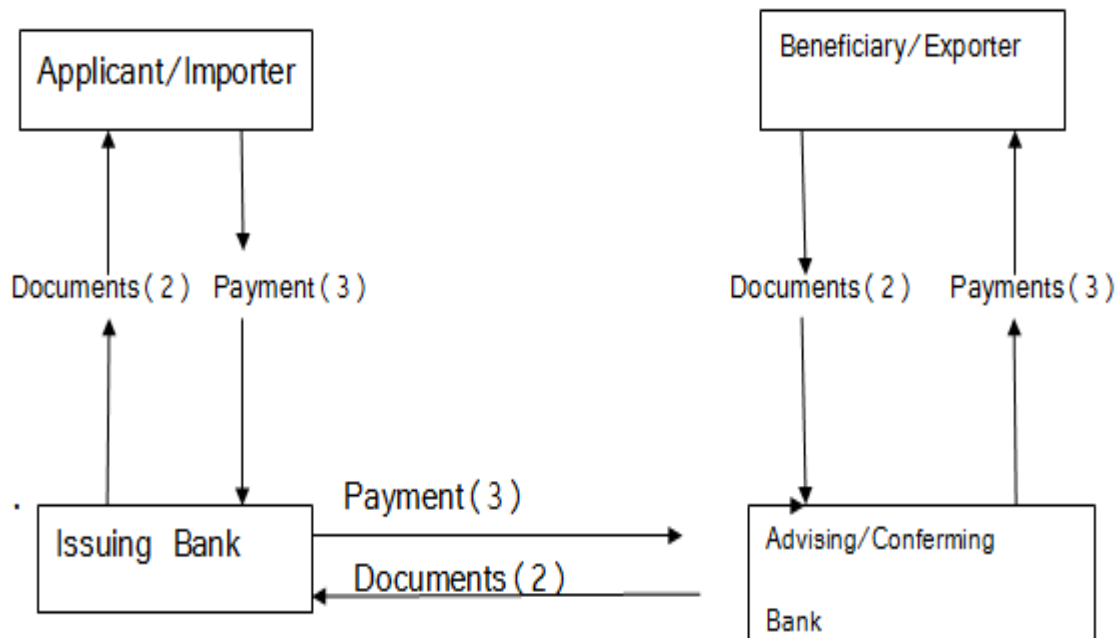 Applicant/Importer
Beneficiary/Exporter
Documents(2) Payment(3)
Documents(2) Payments(3)
Payment(3)
.
Issuing Bank
Documents(2)
Advising/Conferming
Bank